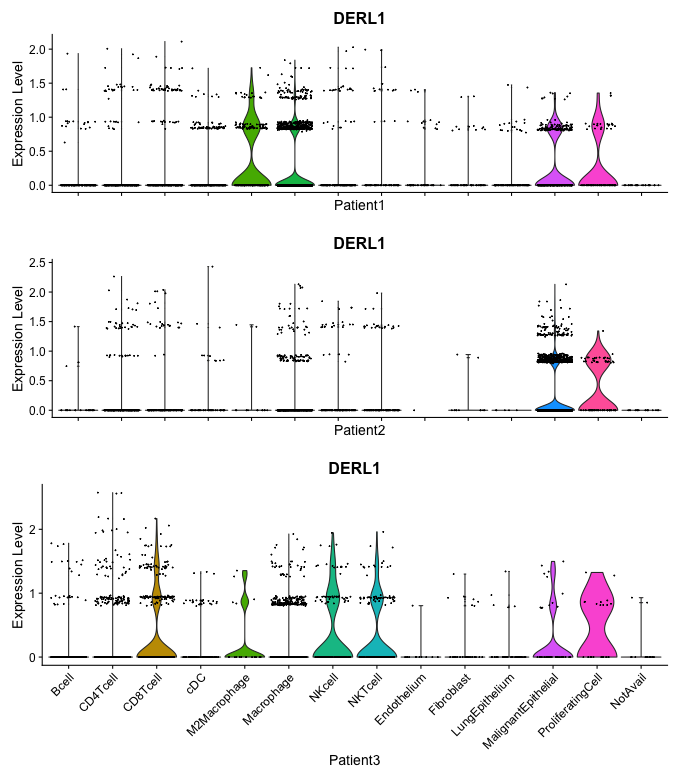 DERL1
Expression Level
2.0
1.5
1.0
0.5
0.0
Patient1
DERL1
Expression Level
2.5
2.0
1.5
1.0
0.5
0.0
Patient2
DERL1
Expression Level
2
1
0
Bcell
CD4Tcell
CD8Tcell
cDC
M2Macrophage
Macrophage
NKcell
NKTcell
Endothelium
Fibroblast
LungEpithelium
MalignantEpithelial
ProliferatingCell
NotAvail
Patient3